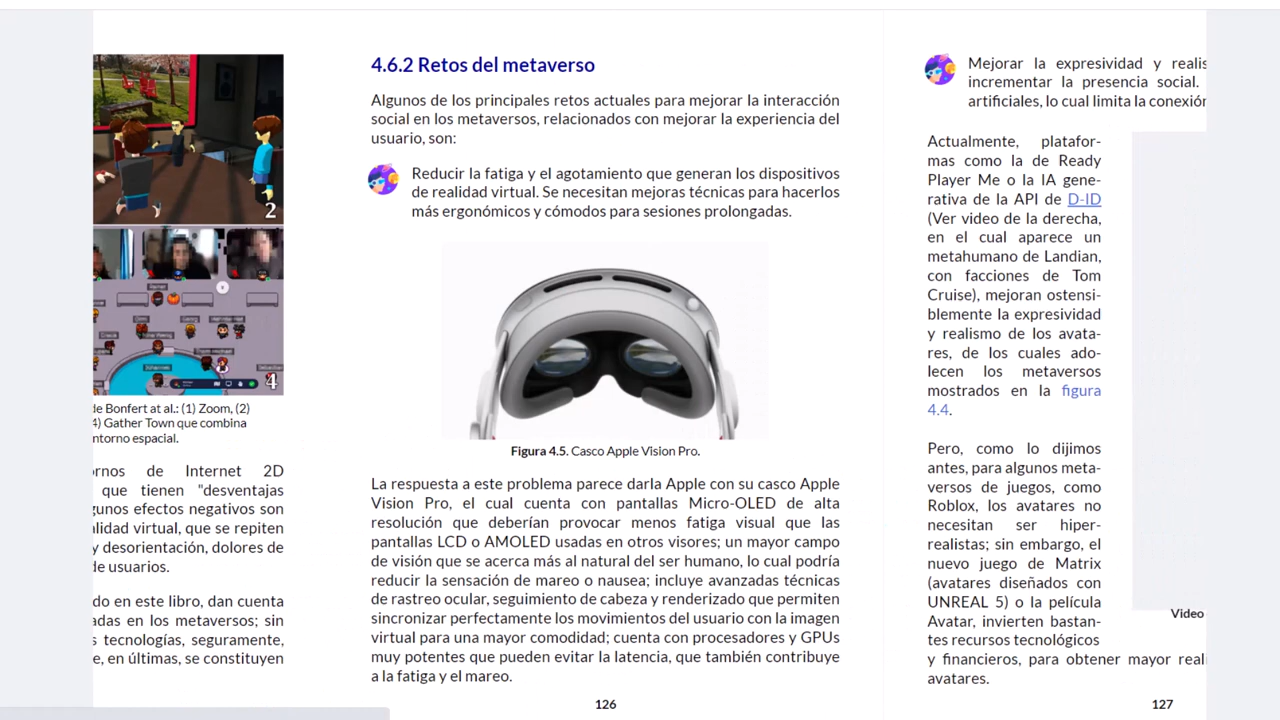 2
4
de Bonfert at al.: (1) Zoom, (2)
4) Gather Town que combina
ntorno espacial.
rnos de Internet 2D
que tienen "desventajas
gunos efectos negativos son
alidad virtual, que se repiten
y desorientación, dolores de
de usuarios.
do en este libro, dan cuenta
adas en los metaversos; sin
s tecnologías, seguramente,
e, en últimas, se constituyen
4.6.2 Retos del metaverso
Algunos de los principales retos actuales para mejorar la interacción
social en los metaversos, relacionados con mejorar la experiencia del
usuario, son:
Reducir la fatiga y el agotamiento que generan los dispositivos
de realidad virtual. Se necesitan mejoras técnicas para hacerlos
más ergonómicos y cómodos para sesiones prolongadas.
Figura 4.5. Casco Apple Vision Pro.
La respuesta a este problema parece darla Apple con su casco Apple
Vision Pro, el cual cuenta con pantallas Micro-OLED de alta
resolución que deberían provocar menos fatiga visual que las
pantallas LCD o AMOLED usadas en otros visores; un mayor campo
de visión que se acerca más al natural del ser humano, lo cual podría
reducir la sensación de mareo o nausea; incluye avanzadas técnicas
de rastreo ocular, seguimiento de cabeza y renderizado que permiten
sincronizar perfectamente los movimientos del usuario con la imagen
virtual para una mayor comodidad; cuenta con procesadores y GPUs
muy potentes que pueden evitar la latencia, que también contribuye
a la fatiga y el mareo.
126
Mejorar la expresividad y realis
incrementar la presencia social.
artificiales, lo cual limita la conexión
Actualmente, platafor-
mas como la de Ready
Player Me o la IA gene-
rativa de la API de D-ID
(Ver video de la derecha,
en el cual aparece un
metahumano de Landian,
con facciones de Tom
Cruise), mejoran ostensi-
blemente la expresividad
y realismo de los avata-
res, de los cuales ado-
lecen los metaversos
mostrados en la figura
4.4.
Pero, como lo dijimos
antes, para algunos meta-
versos de juegos, como
Roblox, los avatares no
necesitan ser hiper-
realistas; sin embargo, el
nuevo juego de Matrix
(avatares diseñados con
UNREAL 5) o la película
Avatar, invierten bastan-
tes recursos tecnológicos
y financieros, para obtener mayor reali
avatares.
Video
127